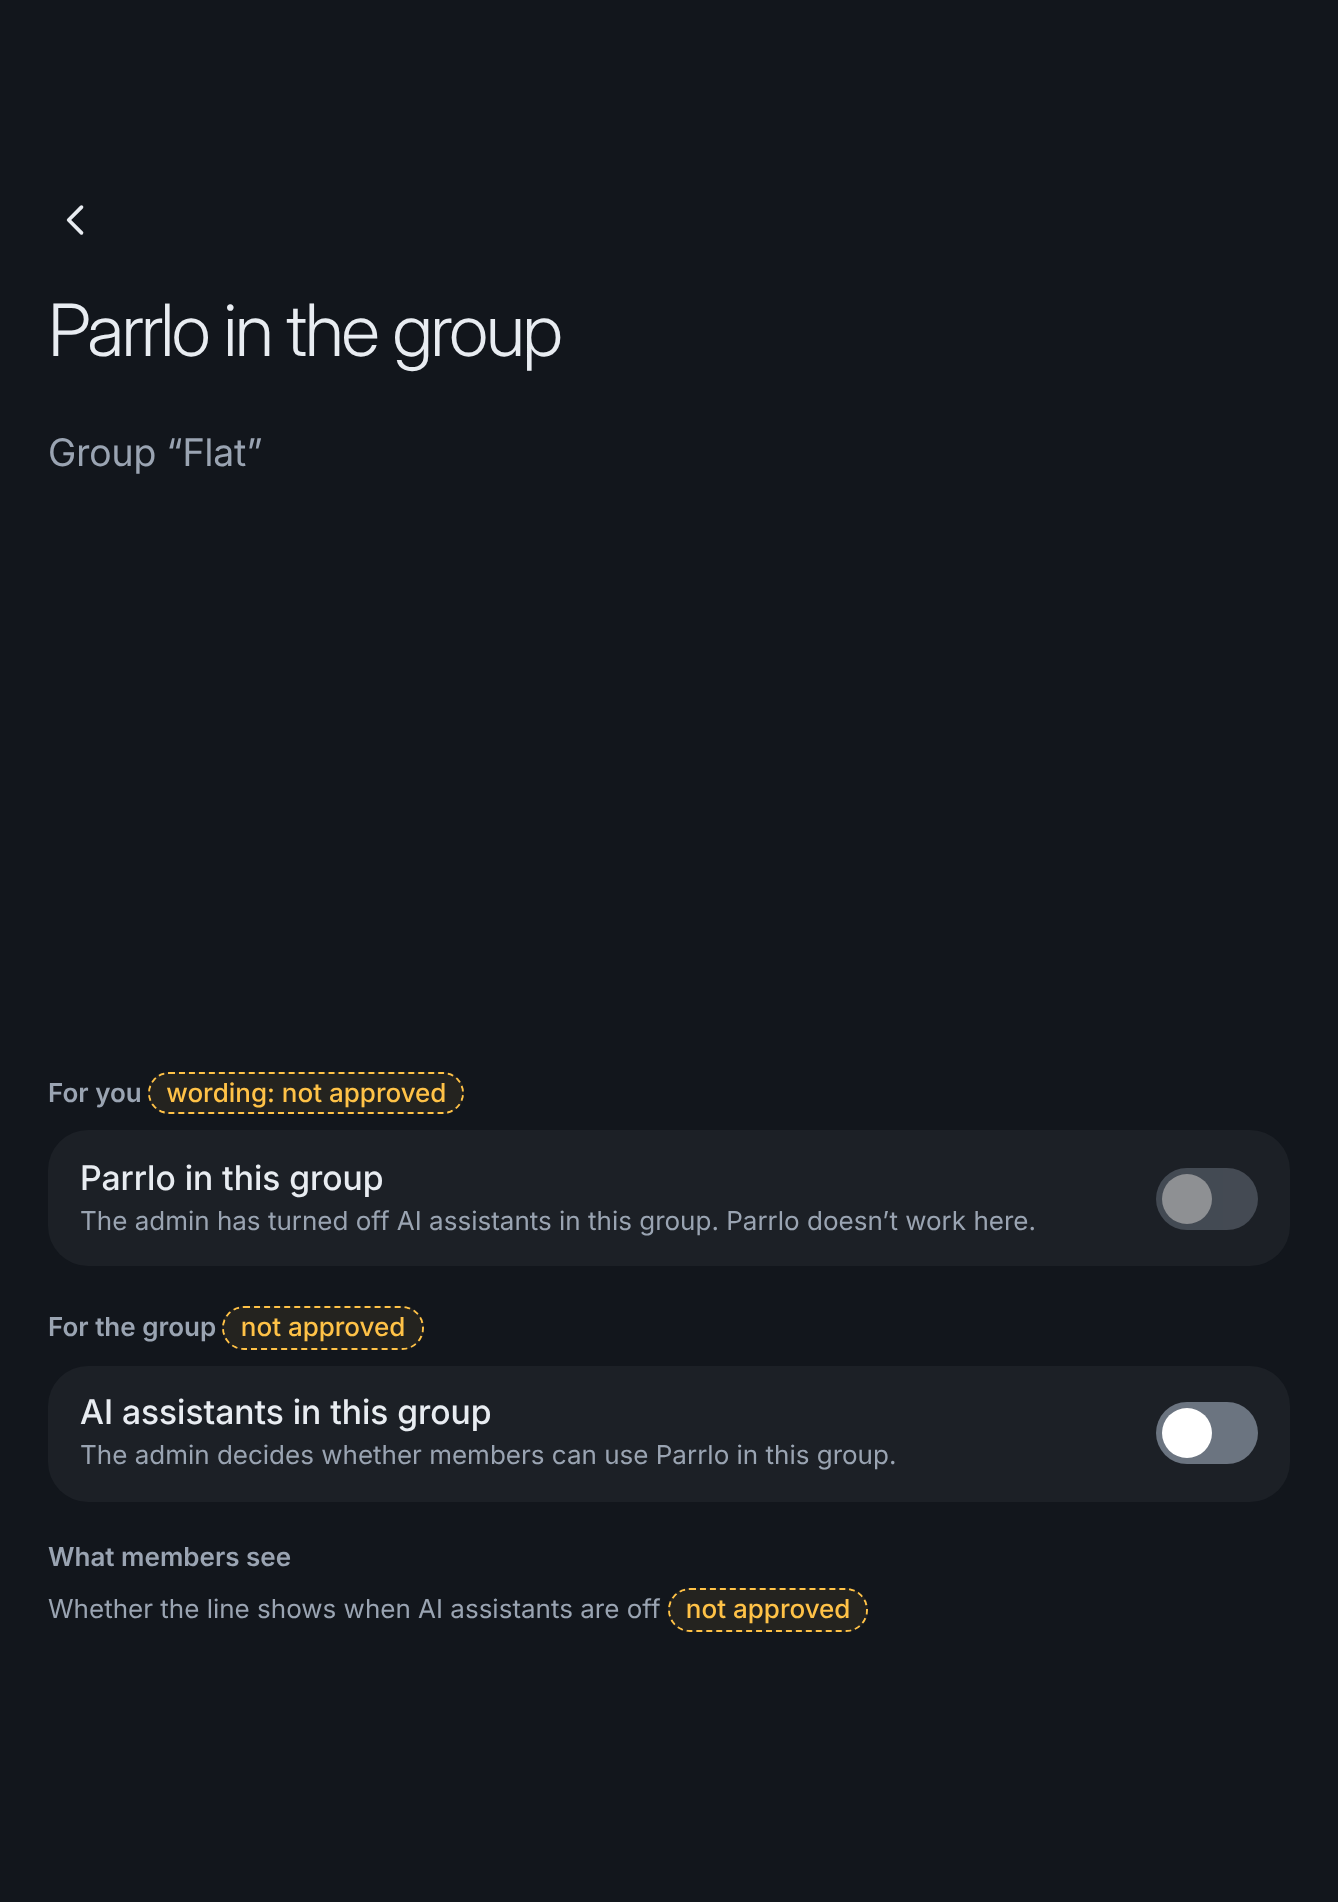 Parrlo in the group
Group “Flat”
For you wording: not approved
Parrlo in this group
The admin has turned off AI assistants in this group. Parrlo doesn’t work here.
For the group not approved
AI assistants in this group
The admin decides whether members can use Parrlo in this group.
What members see
Whether the line shows when AI assistants are off not approved